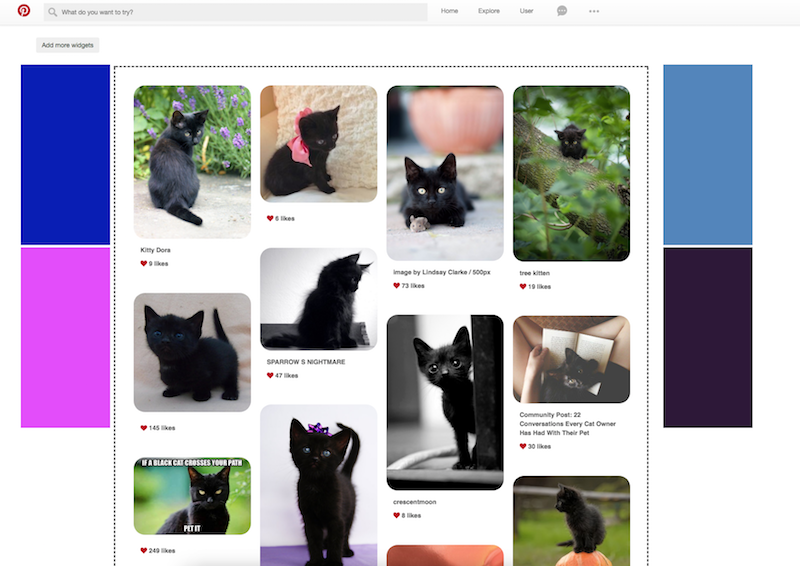 What do you want to try?
Home
Explore
User
Add more widgets
Kitty Dora
9 likes
145 likes
IF A BLACK CAT CROSSES YOUR PATH
PET IT
249 likes
6 likes
SPARROW S NIGHTMARE
47 likes
image by Lindsay Clarke / 500px
73 likes
crescentmoon
8 likes
tree kitten
19 likes
Community Post: 22
Conversations Every Cat Owner
Has Had With Their Pet
30 likes